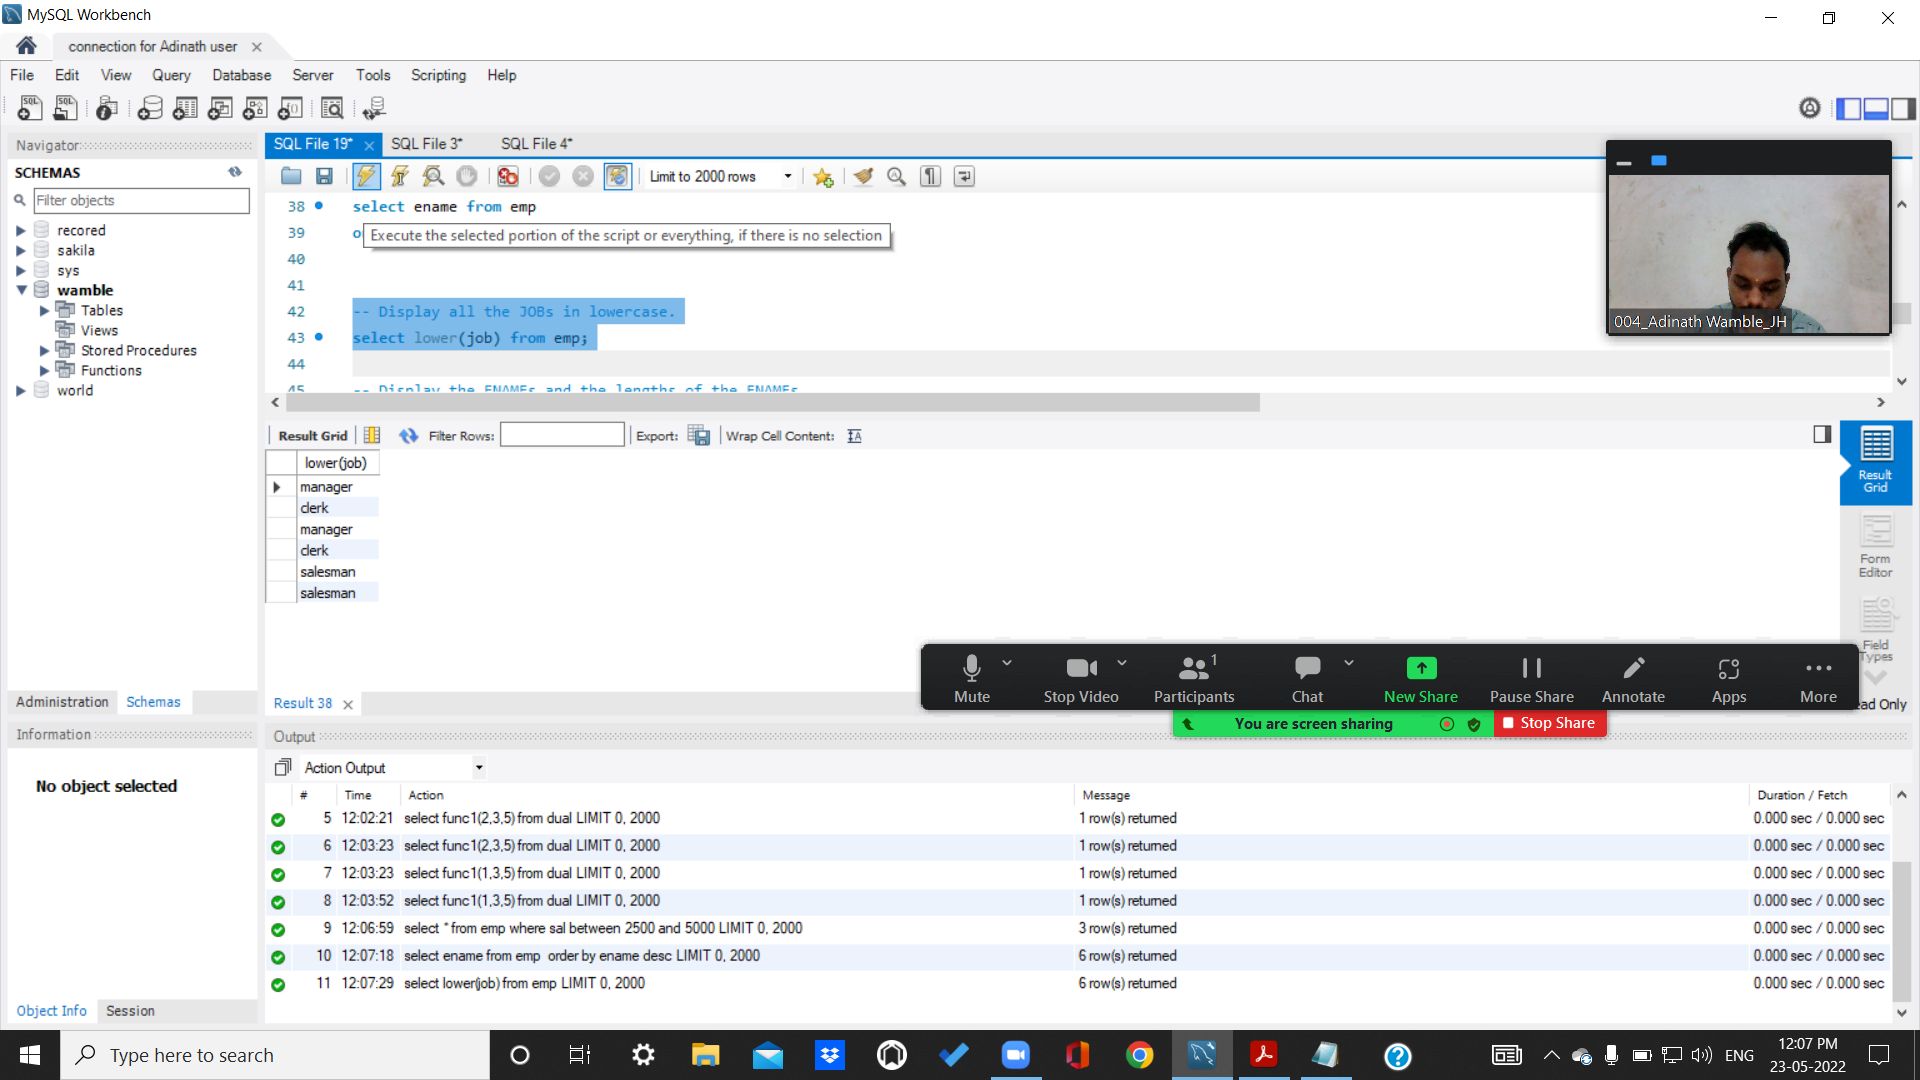 MySQL Workbench
connection for Adinath user
File Edit View Query Database Server Tools Scripting Help
Navigator
SCHEMAS
Filter objects
recored
sakila
sys
wamble
Tables
Views
Stored Procedures
Functions
world
Administration Schemas
Information
No object selected
Object Info Session
SQL File 19* SQL File 3* SQL File 4*
Limit to 2000 rows
38 select ename from emp
39 o
Execute the selected portion of the script or everything, if there is no selection
40
41
42 -- Display all the JOBs in lowercase.
43 select lower(job) from emp;
44
45 -- Display the ENAMEs and the lengths of the ENAMEs
004_Adinath Wamble_JH
Result Grid Filter Rows: Export: Wrap Cell Content:
lower(job)
manager
clerk
manager
clerk
salesman
salesman
Result Grid
Form Editor
Field Types
Mute Stop Video Participants 1 Chat New Share Pause Share Annotate Apps More
You are screen sharing Stop Share
Result 38
ead Only
Output
Action Output
# Time Action Message Duration / Fetch
5 12:02:21 select func1(2,3,5) from dual LIMIT 0, 2000 1 row(s) returned 0.000 sec / 0.000 sec
6 12:03:23 select func1(2,3,5) from dual LIMIT 0, 2000 1 row(s) returned 0.000 sec / 0.000 sec
7 12:03:23 select func1(1,3,5) from dual LIMIT 0, 2000 1 row(s) returned 0.000 sec / 0.000 sec
8 12:03:52 select func1(1,3,5) from dual LIMIT 0, 2000 1 row(s) returned 0.000 sec / 0.000 sec
9 12:06:59 select * from emp where sal between 2500 and 5000 LIMIT 0, 2000 3 row(s) returned 0.000 sec / 0.000 sec
10 12:07:18 select ename from emp order by ename desc LIMIT 0, 2000 6 row(s) returned 0.000 sec / 0.000 sec
11 12:07:29 select lower(job) from emp LIMIT 0, 2000 6 row(s) returned 0.000 sec / 0.000 sec
Type here to search
ENG
12:07 PM
23-05-2022